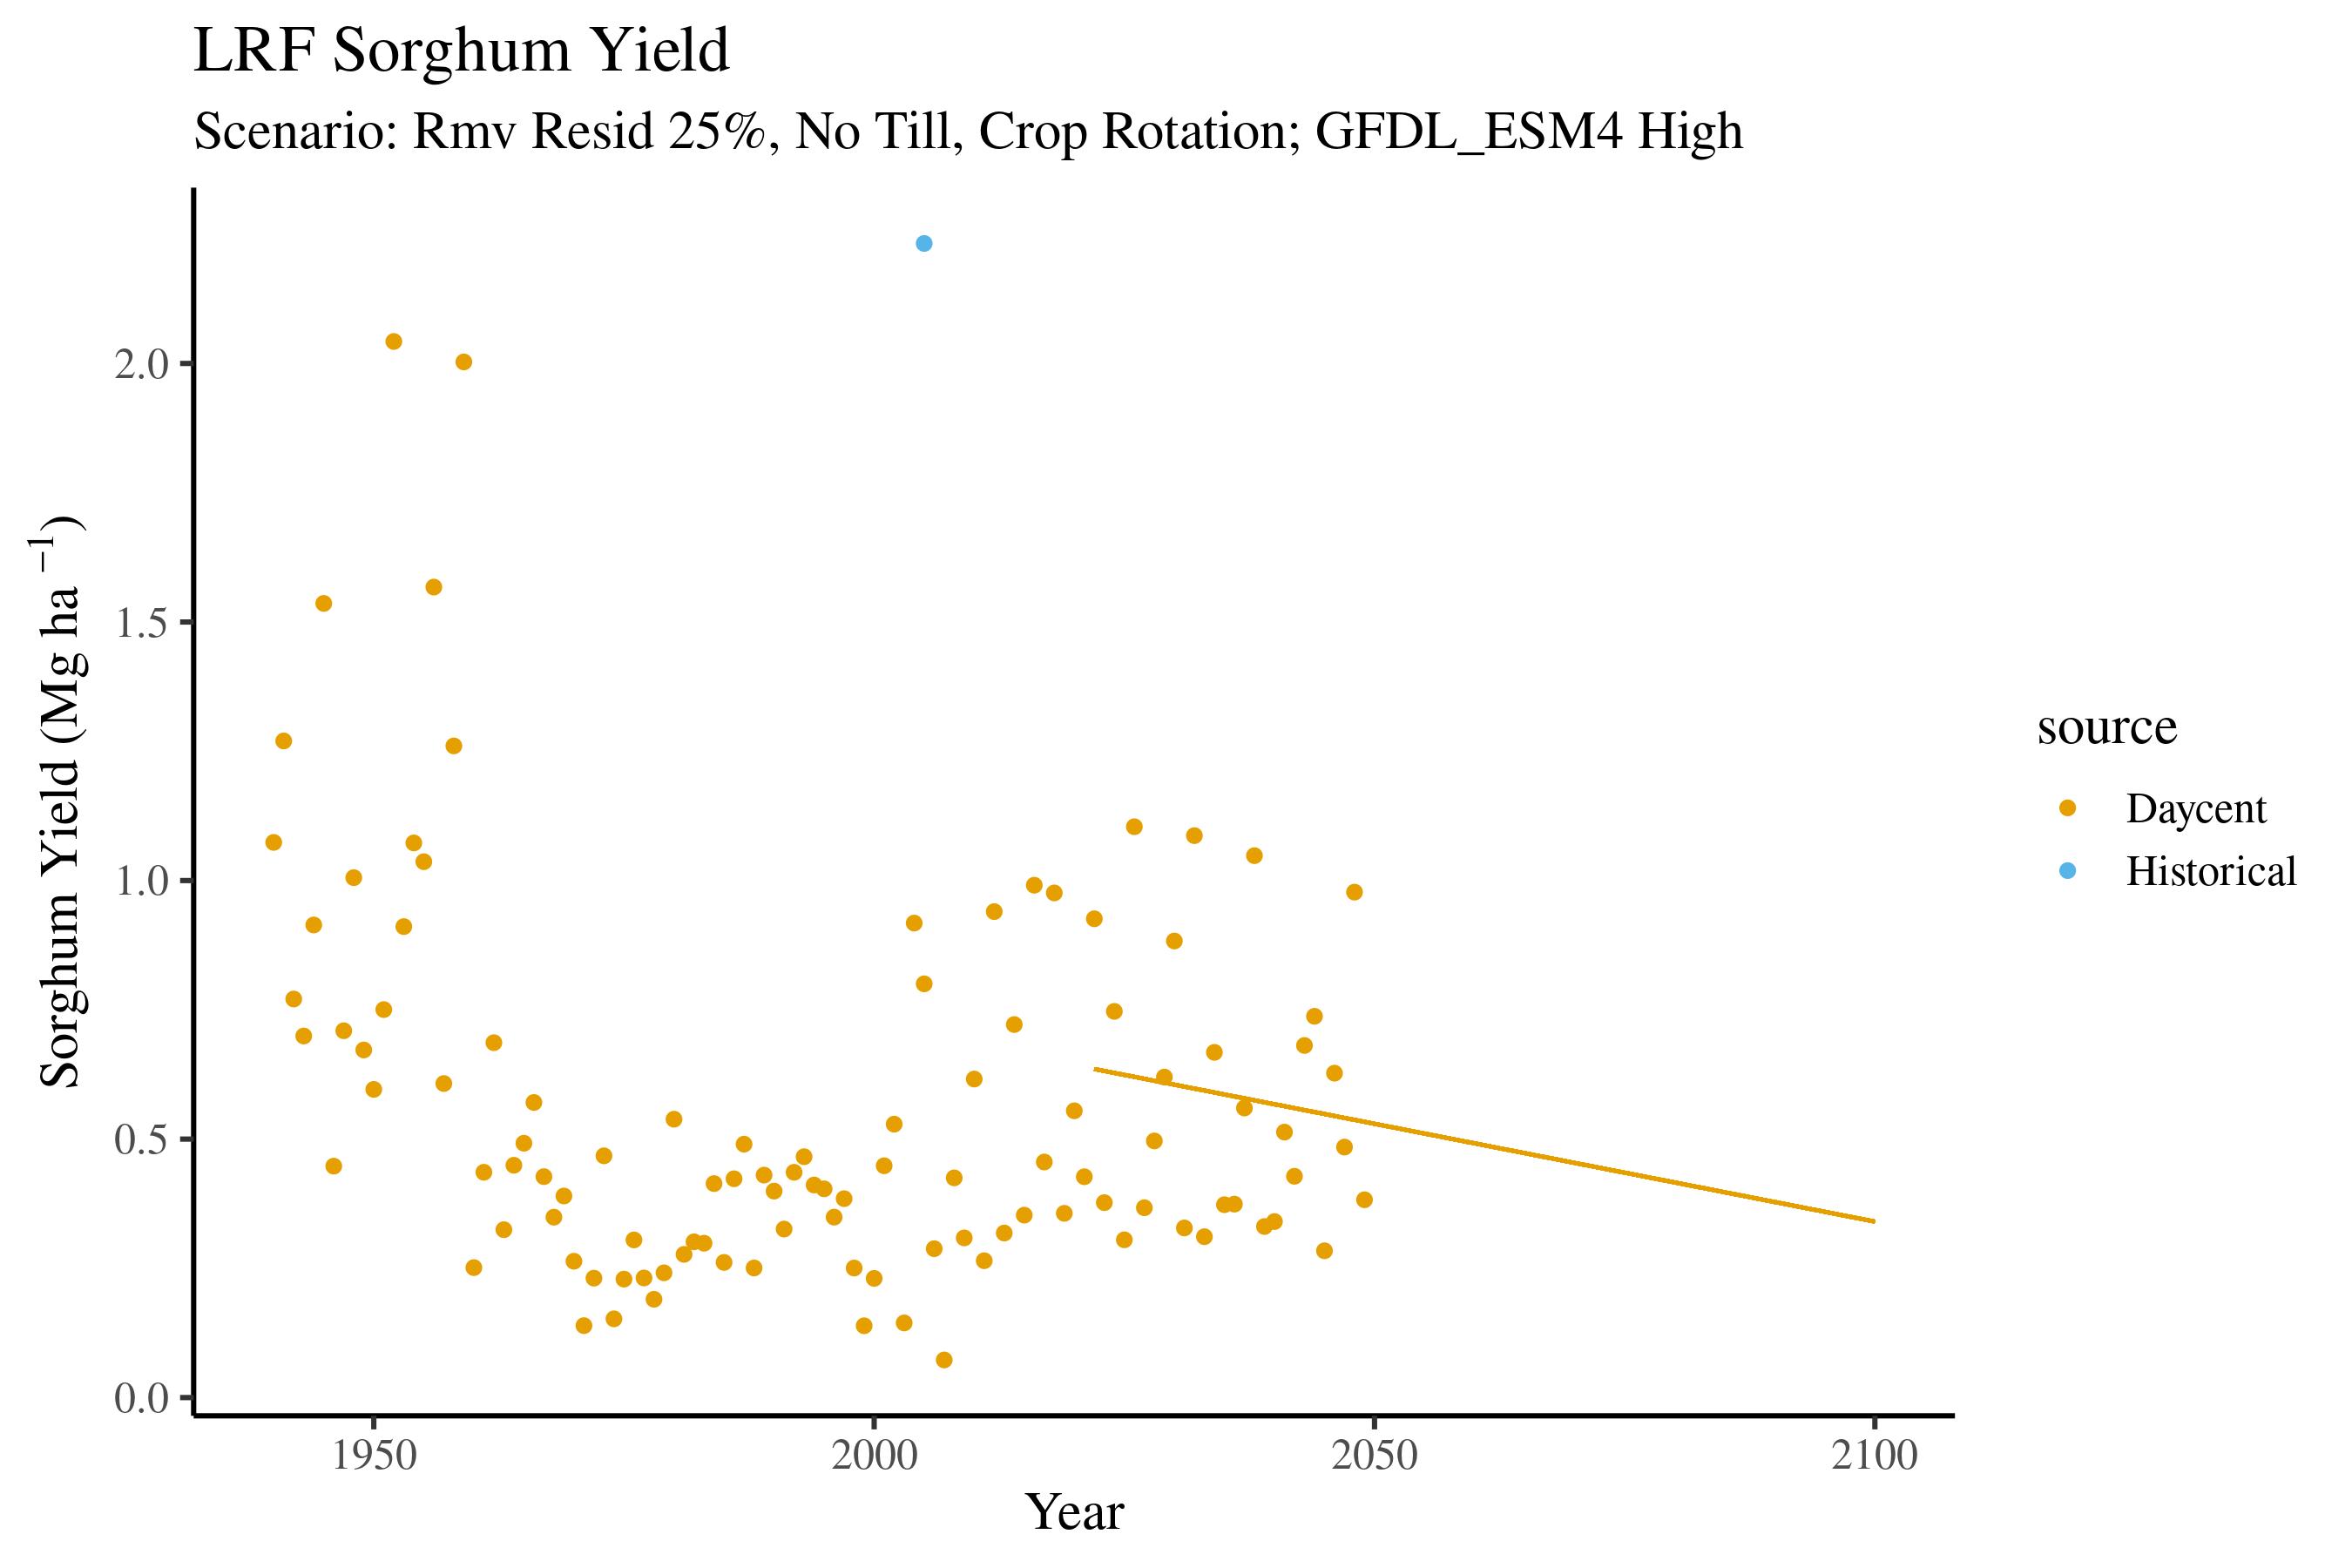 LRF Sorghum Yield
Scenario: Rmv Resid 25%, No Till, Crop Rotation; GFDL_ESM4 High
Sorghum Yield (Mg ha −1)
2.0
1.5
1.0
0.5
0.0
1950 2000 2050 2100
Year
source
Daycent
Historical